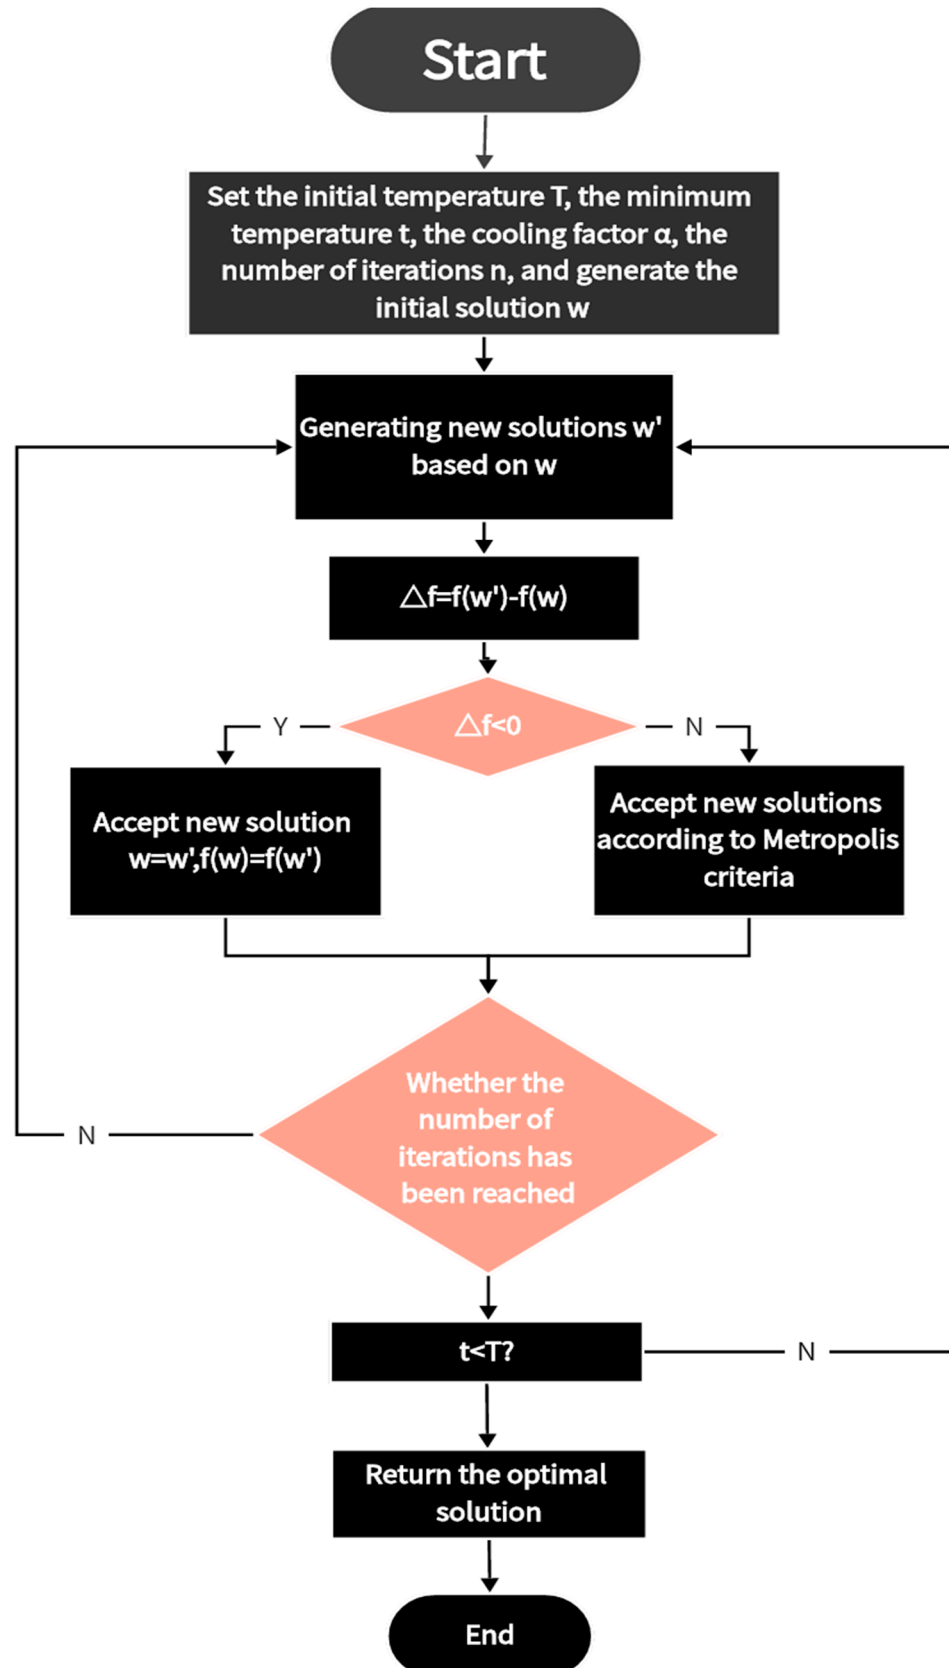 Start
Set the initial temperature T, the minimum
temperature t, the cooling factor α, the
number of iterations n, and generate the
initial solution w
Generating new solutions w'
based on w
△f=f(w')-f(w)
△f<0
Y
N
Accept new solution
w=w',f(w)=f(w')
Accept new solutions
according to Metropolis
criteria
Whether the
number of
iterations has
been reached
N
t<T?
N
Return the optimal
solution
End